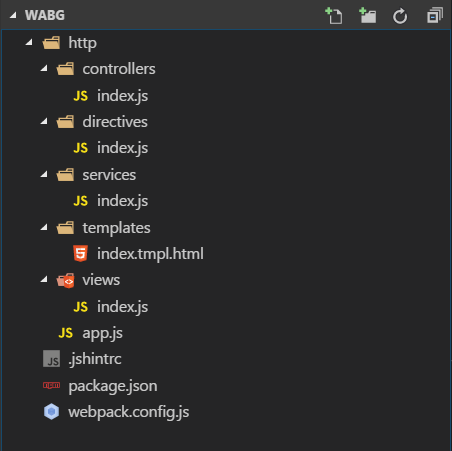 WABG
http
controllers
JS index.js
directives
JS index.js
services
JS index.js
templates
index.tmpl.html
views
JS index.js
JS app.js
JS .jshintrc
package.json
webpack.config.js